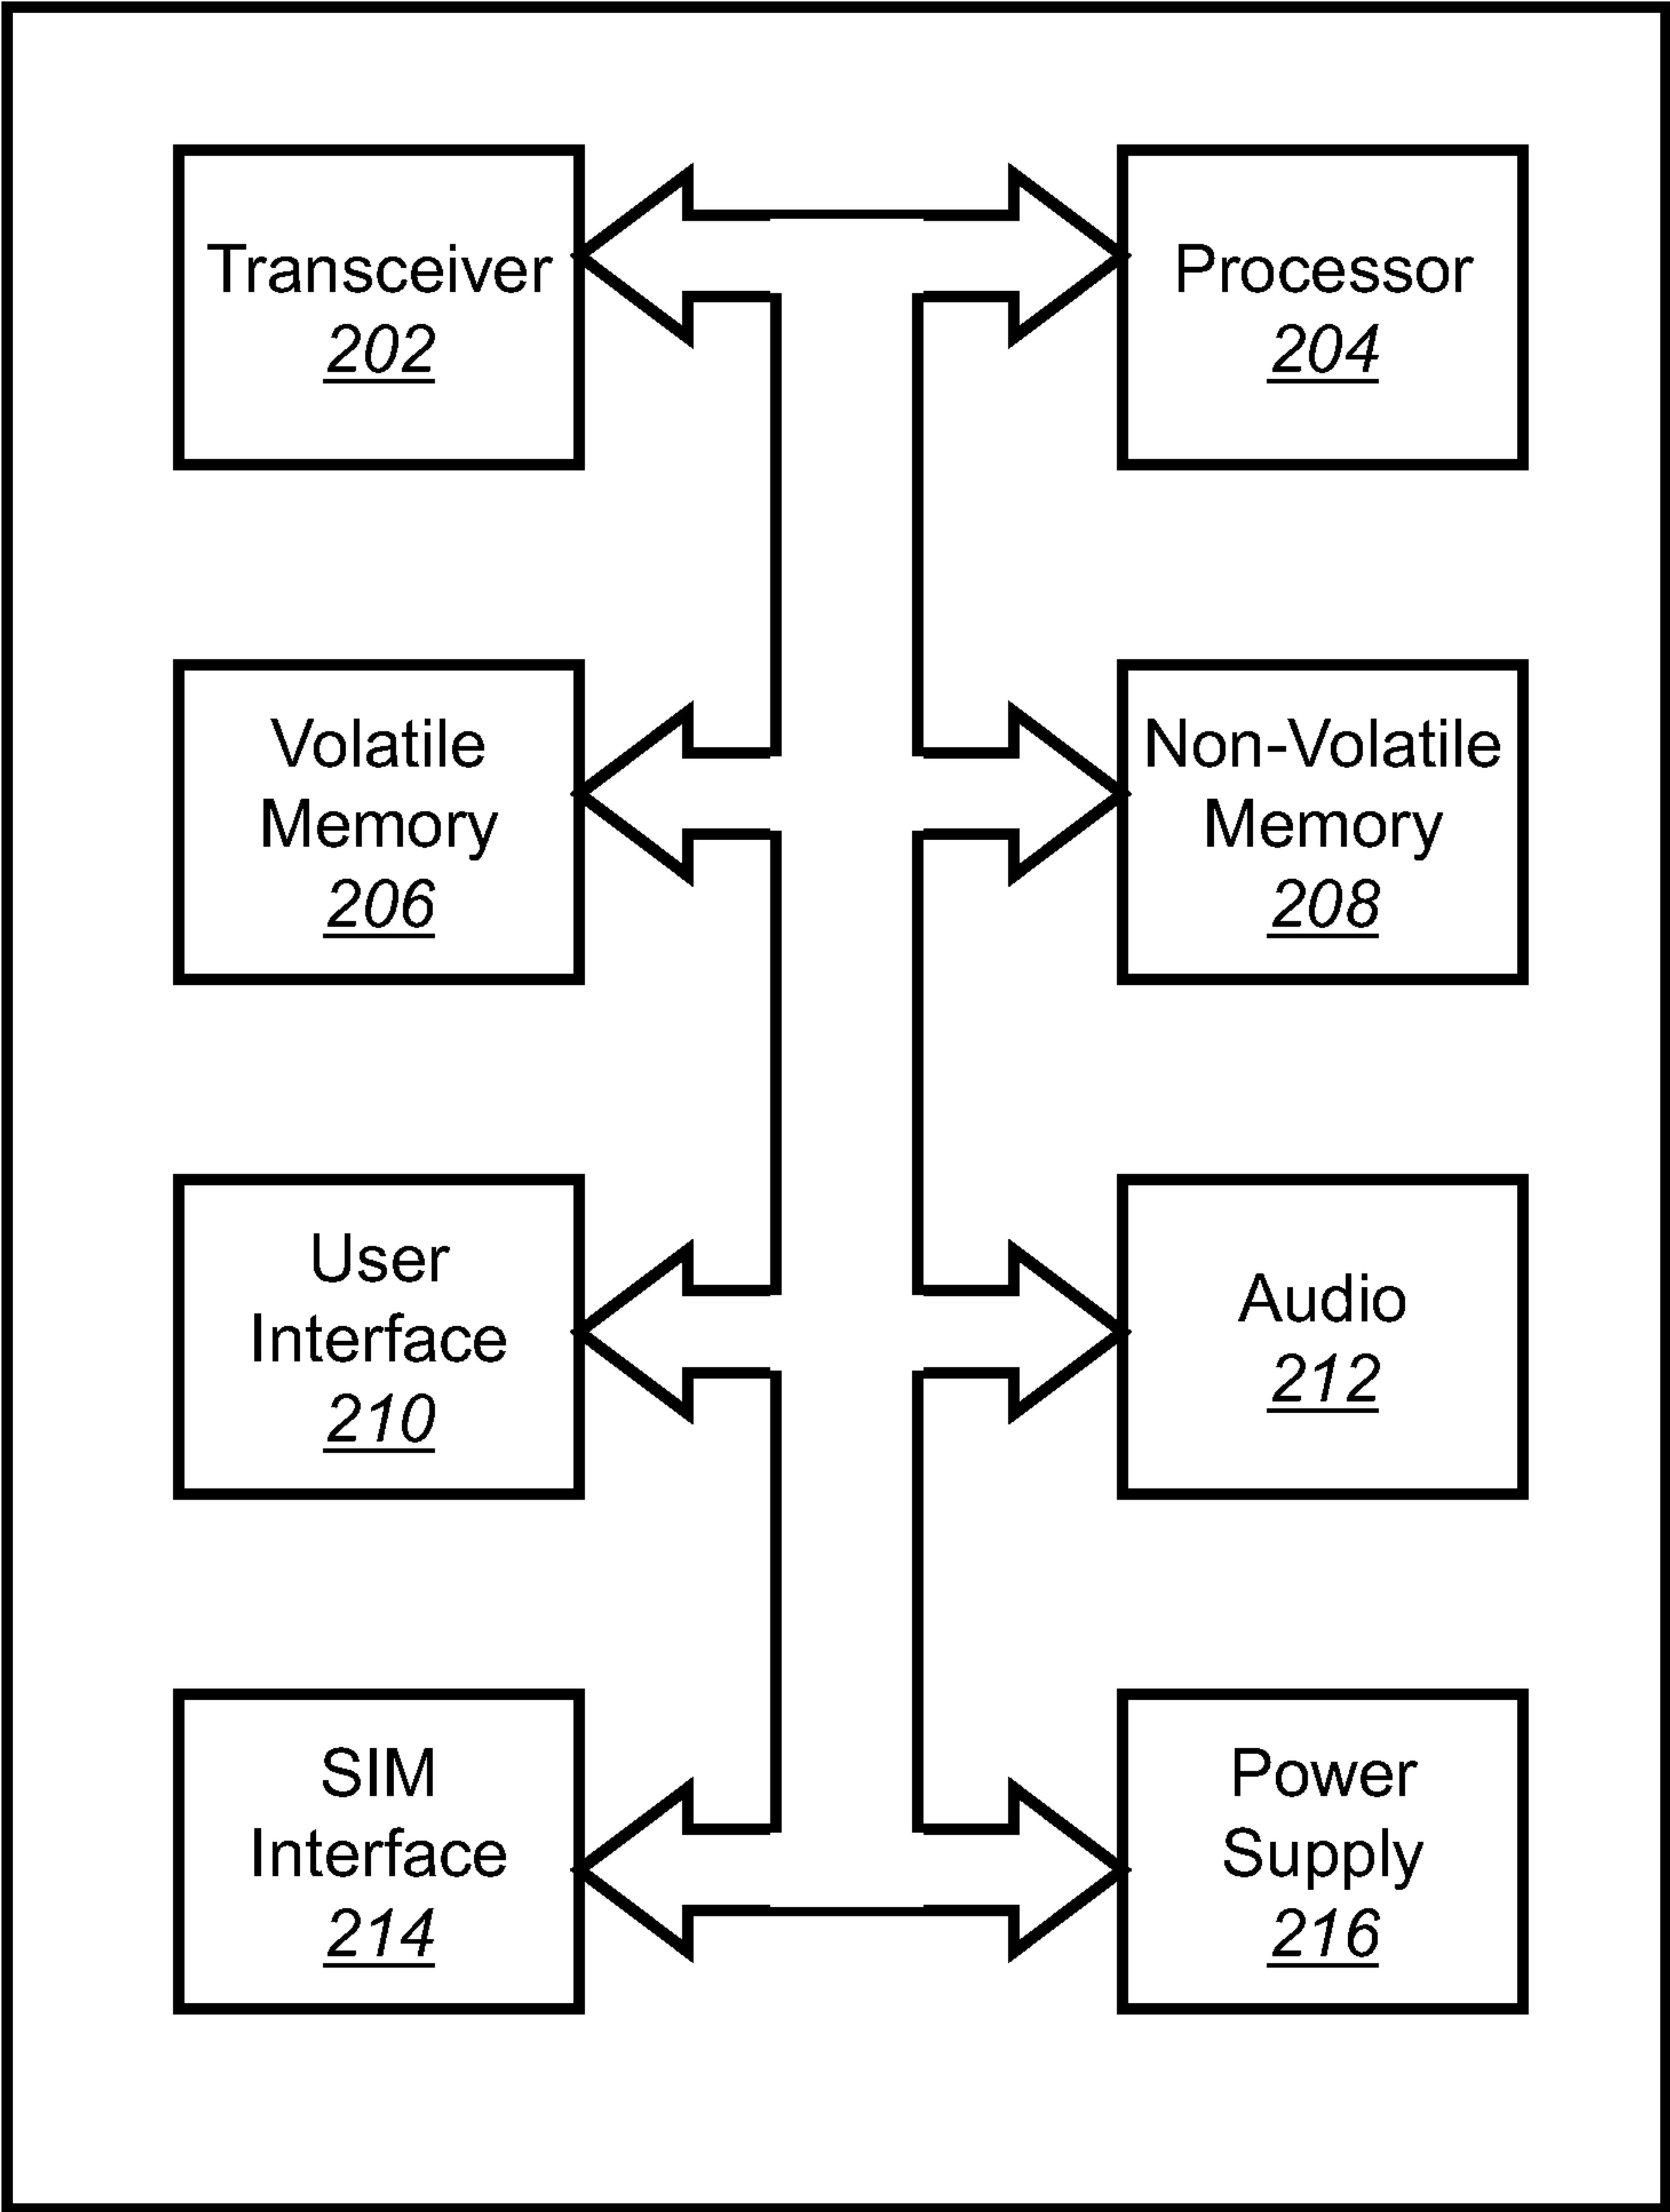 Transceiver
202
Processor
204
Volatile
Memory
206
Non-Volatile
Memory
208
User
Interface
210
Audio
212
SIM
Interface
214
Power
Supply
216